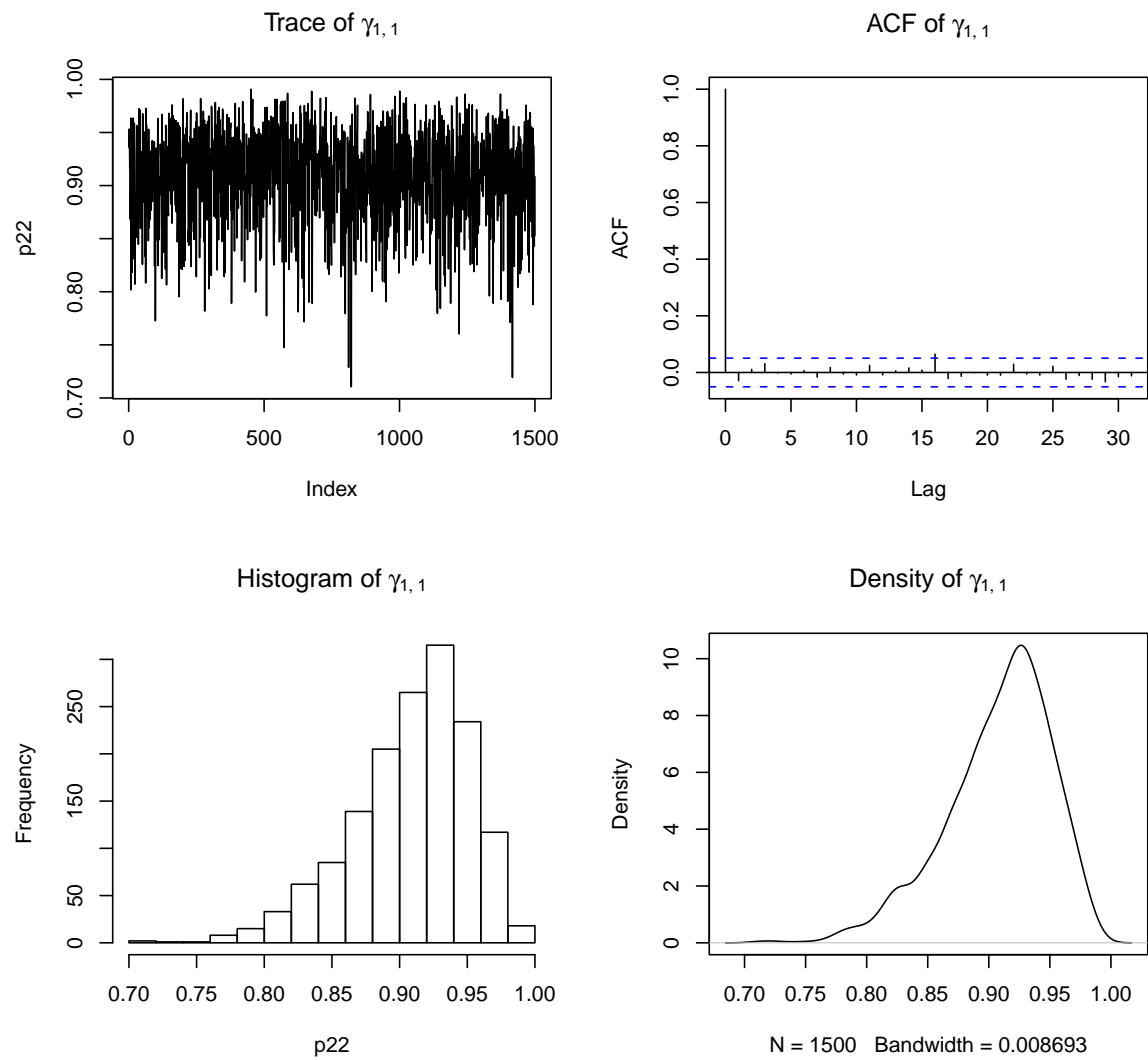 Trace of γ1, 1
p22
0.70 0.80 0.90 1.00
0 500 1000 1500
Index
ACF of γ1, 1
ACF
0.0 0.2 0.4 0.6 0.8 1.0
0 5 10 15 20 25 30
Lag
Histogram of γ1, 1
Frequency
0 50 150 250
0.70 0.75 0.80 0.85 0.90 0.95 1.00
p22
Density of γ1, 1
Density
0 2 4 6 8 10
0.70 0.75 0.80 0.85 0.90 0.95 1.00
N = 1500 Bandwidth = 0.008693